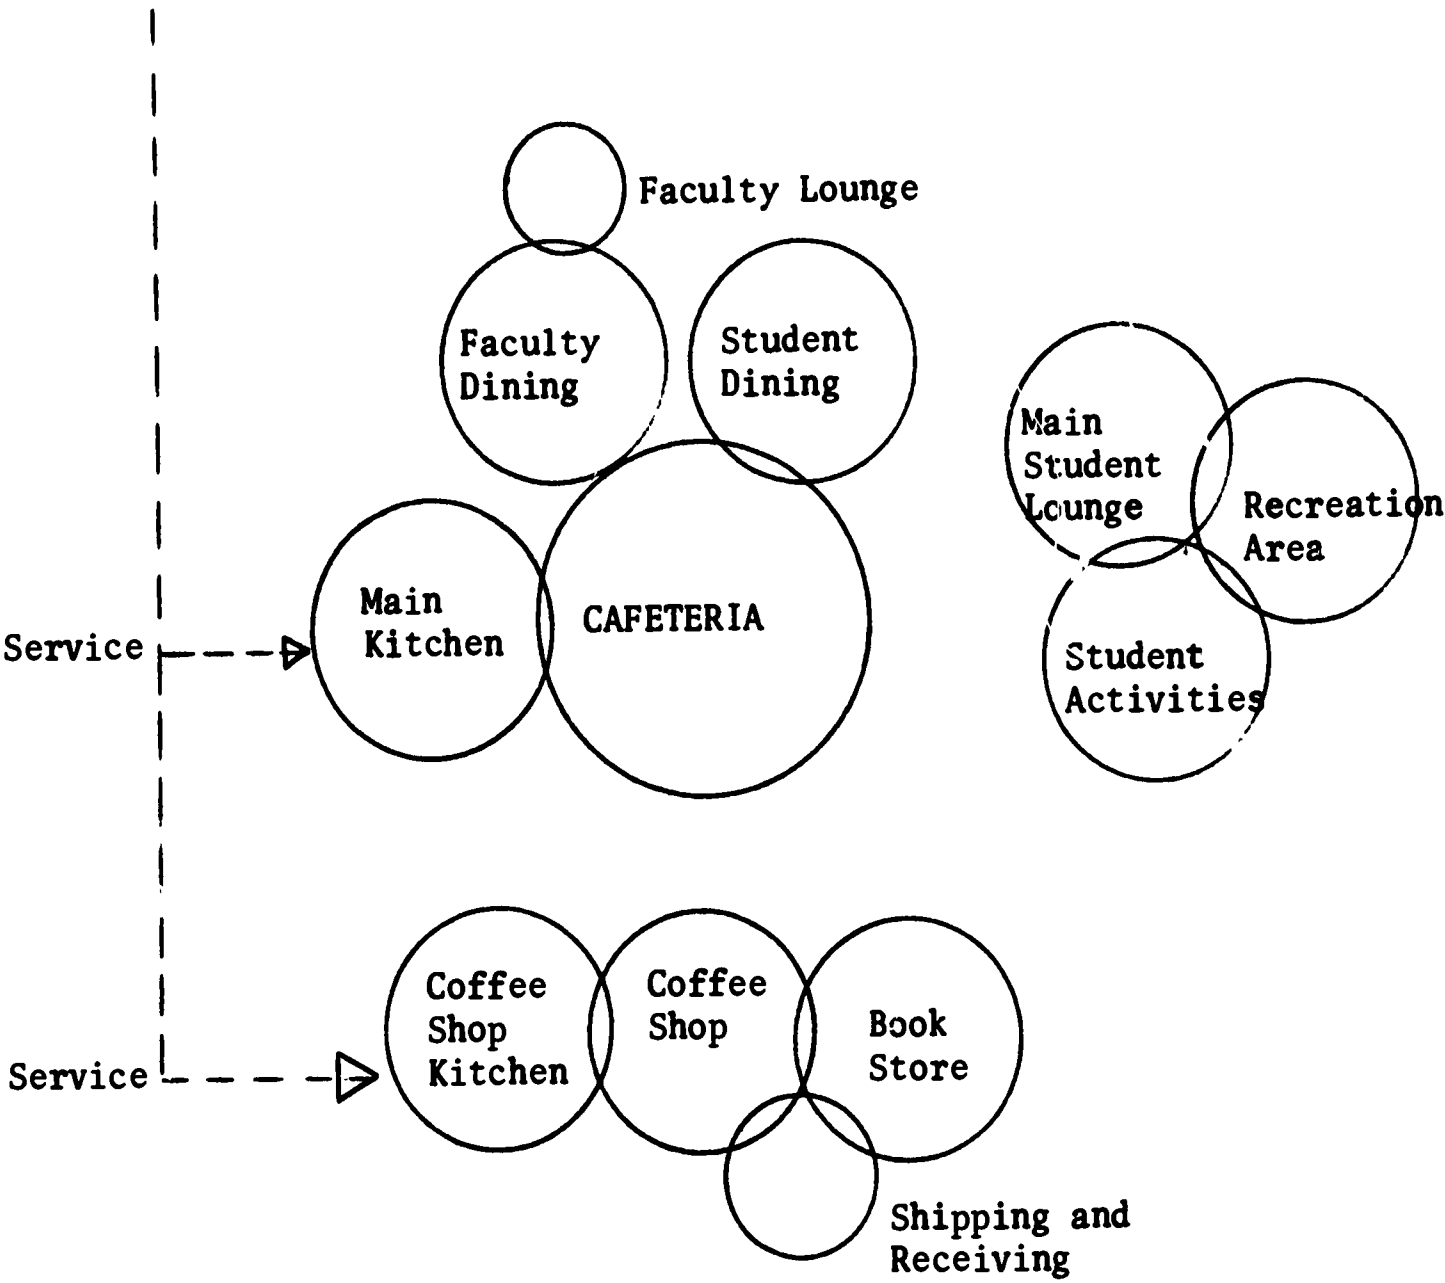 Faculty Lounge
Faculty
Dining
Student
Dining
Main
Student
Lounge
Recreation
Area
Main
Kitchen
CAFETERIA
Service
Student
Activities
Coffee
Shop
Kitchen
Coffee
Shop
Book
Store
Service
Shipping and
Receiving